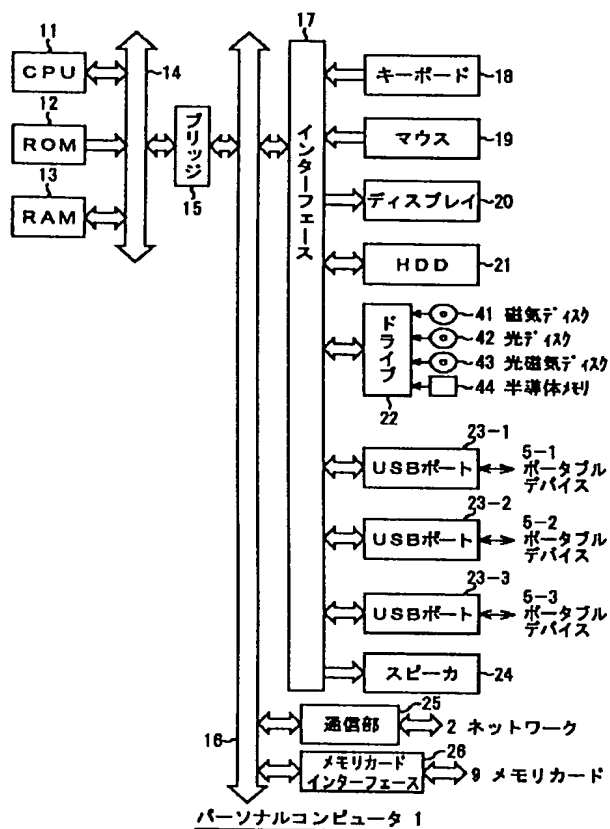 11
CPU
14
12
ROM
13
RAM
ブリッジ
15
16
17
インターフェース
キーボード
18
マウス
19
ディスプレイ
20
HDD
21
ドライブ
22
41 磁気ディスク
42 光ディスク
43 光磁気ディスク
44 半導体メモリ
23-1
USBポート
5-1
ポータブル
デバイス
23-2
USBポート
5-2
ポータブル
デバイス
23-3
USBポート
5-3
ポータブル
デバイス
スピーカ
24
25
通信部
2 ネットワーク
26
メモリカード
インターフェース
9 メモリカード
パーソナルコンピュータ 1